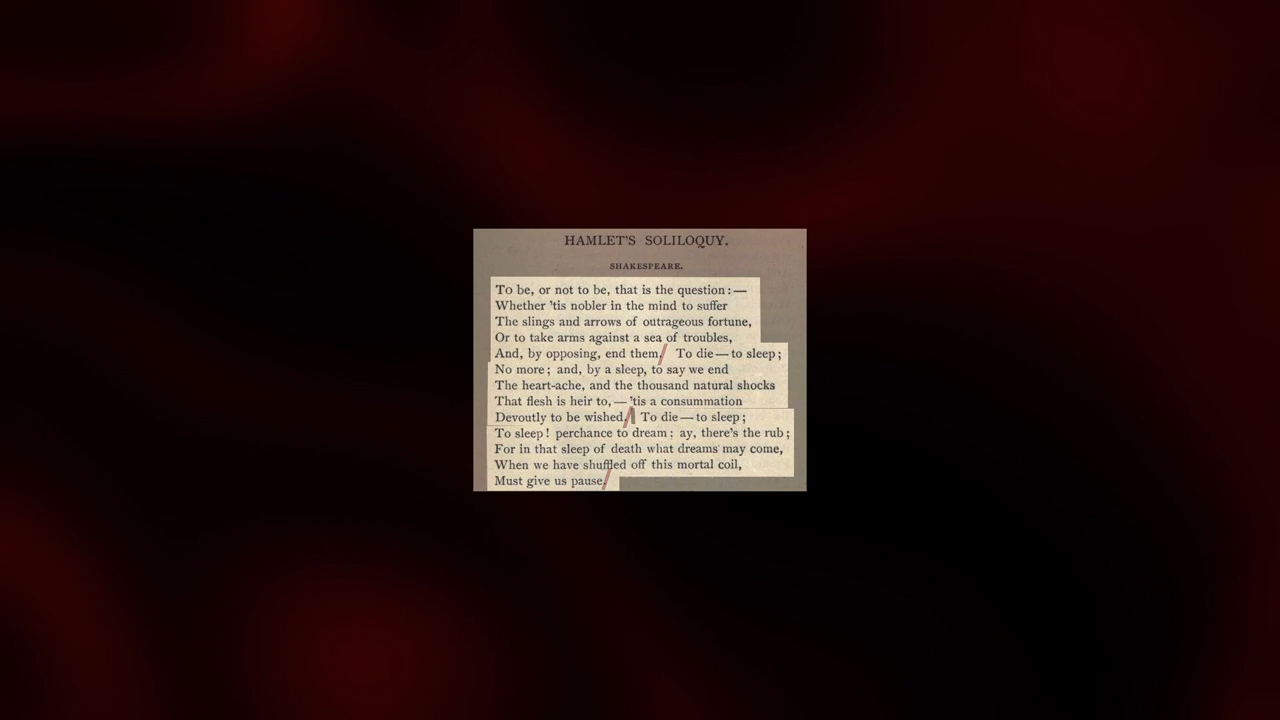 HAMLET'S SOLILOQUY.
SHAKESPEARE.
To be, or not to be, that is the question:—
Whether 'tis nobler in the mind to suffer
The slings and arrows of outrageous fortune,
Or to take arms against a sea of troubles,
And, by opposing, end them. To die—to sleep;
No more; and, by a sleep, to say we end
The heart-ache, and the thousand natural shocks
That flesh is heir to,—'tis a consummation
Devoutly to be wished. To die—to sleep;
To sleep! perchance to dream; ay, there's the rub;
For in that sleep of death what dreams may come,
When we have shuffled off this mortal coil,
Must give us pause.